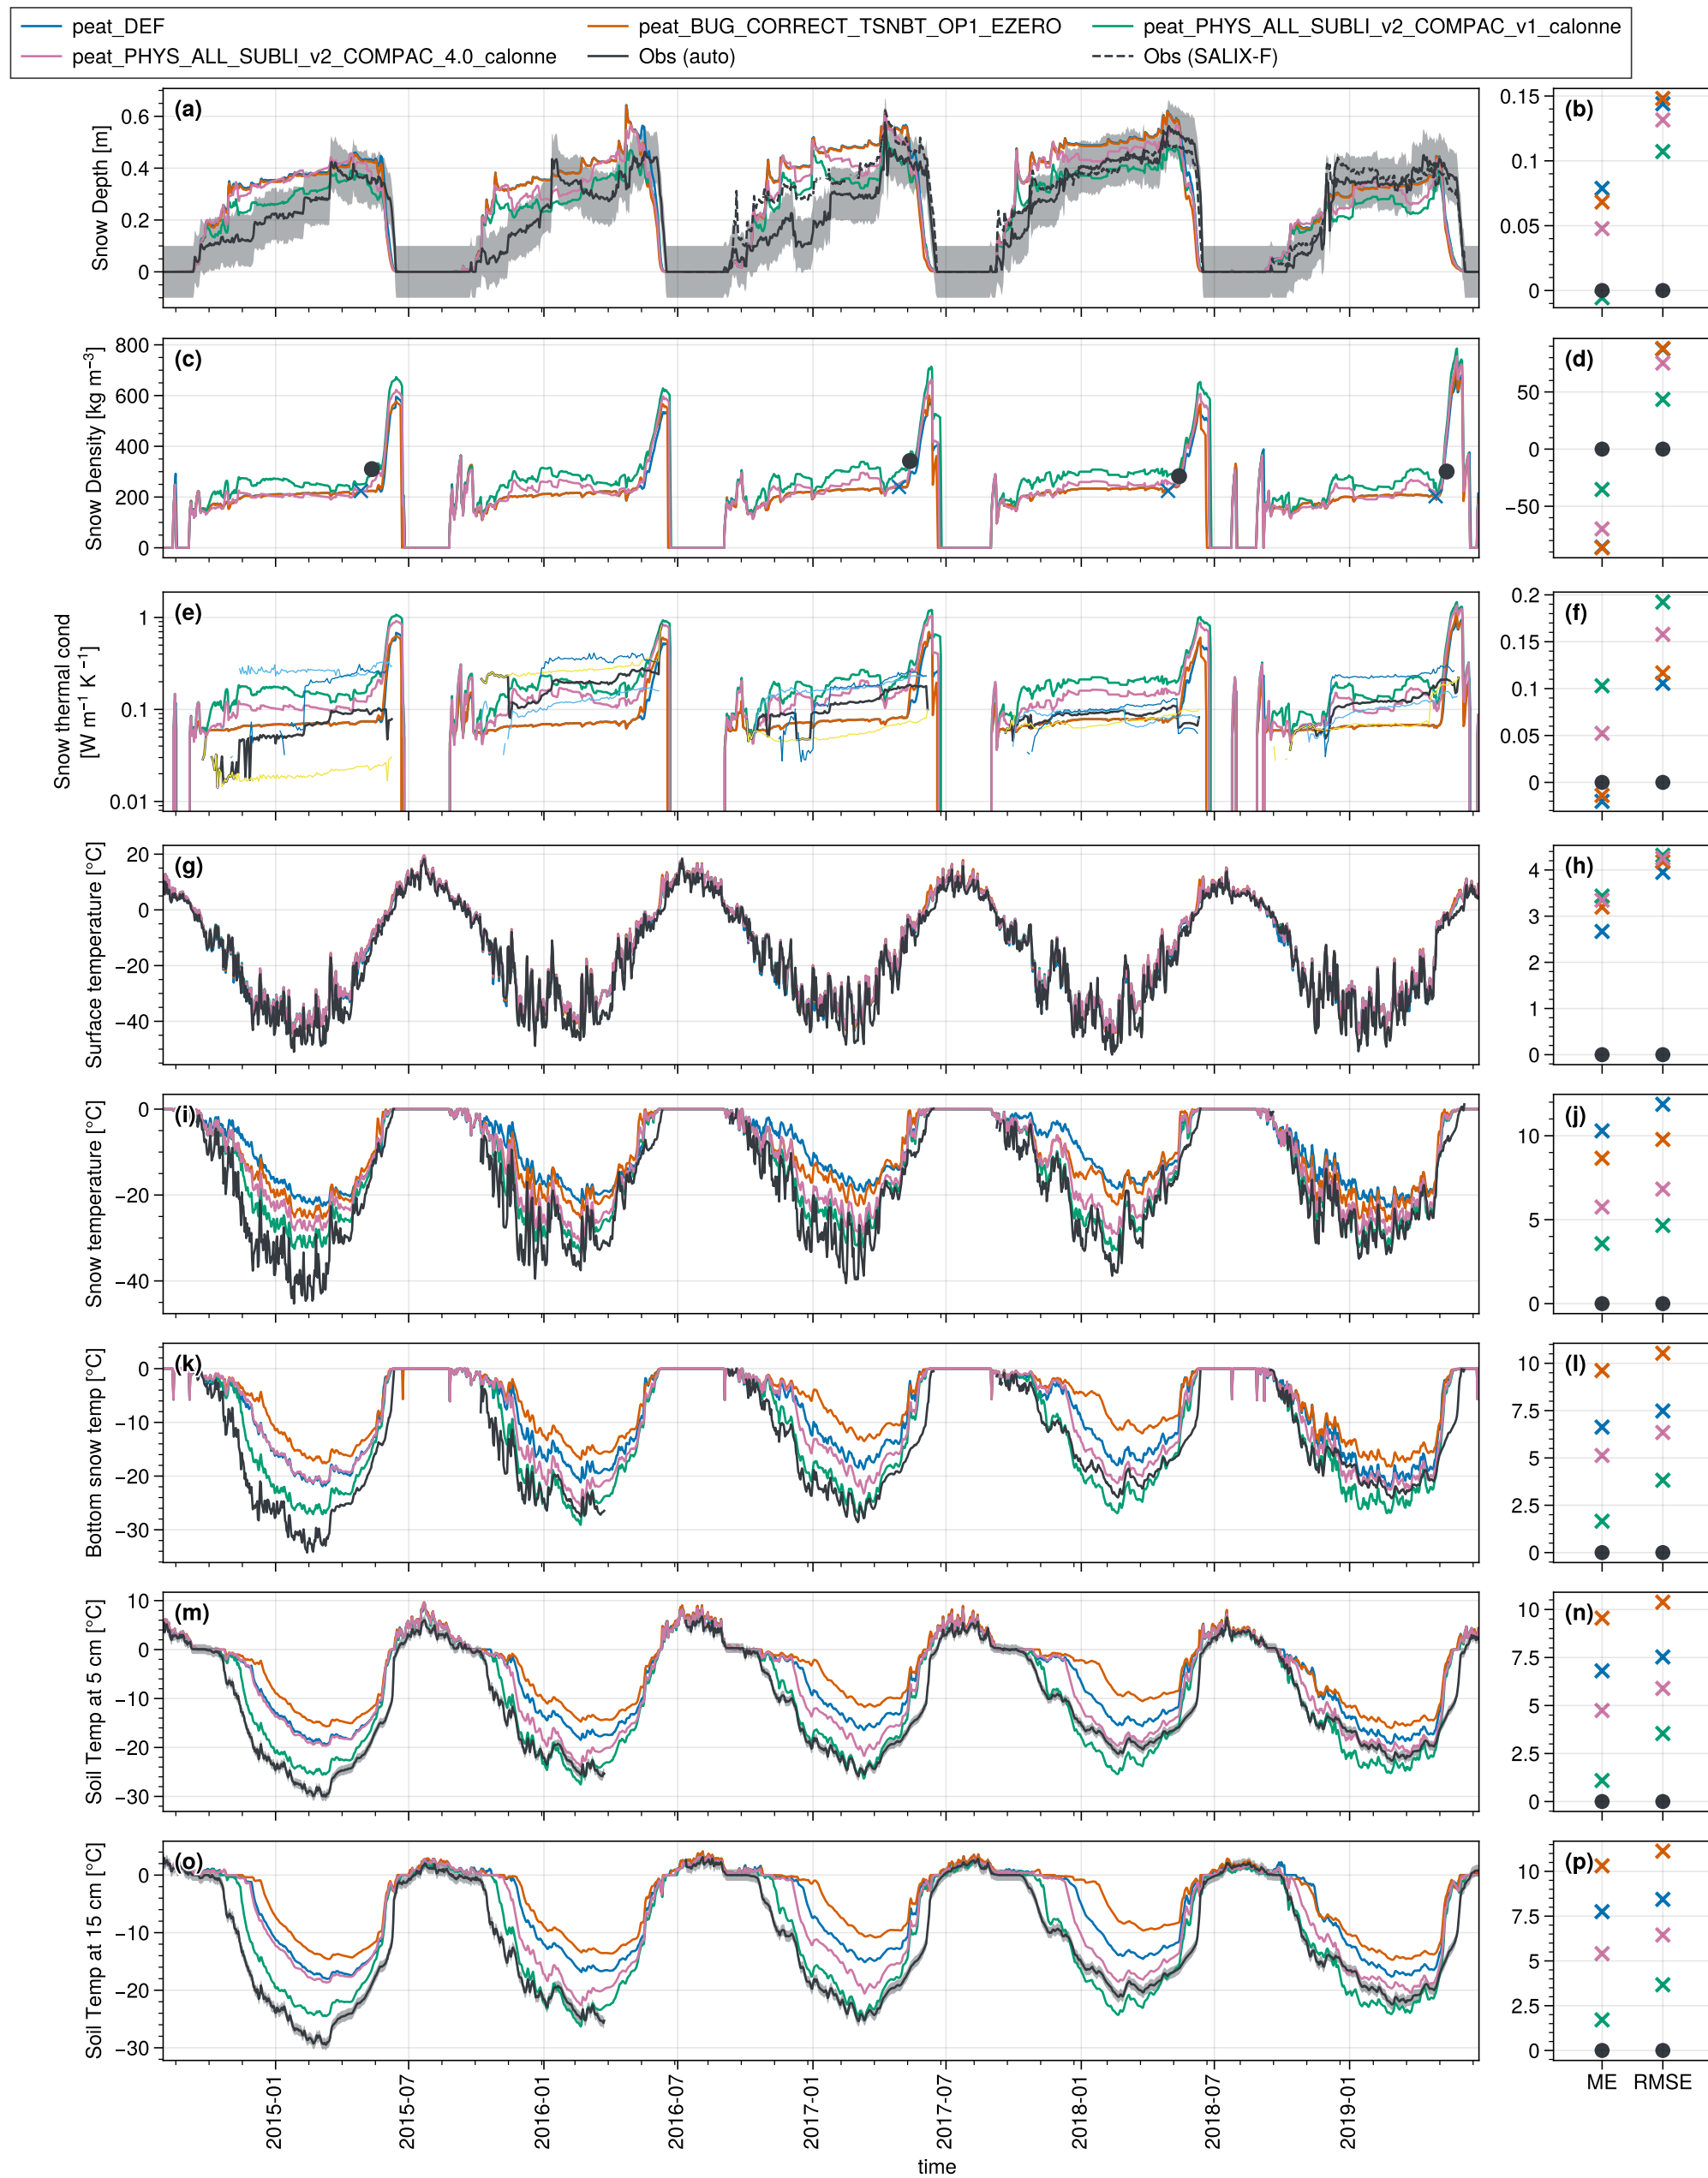 peat_DEF
peat_BUG_CORRECT_TSNBT_OP1_EZERO
peat_PHYS_ALL_SUBLI_v2_COMPAC_v1_calonne
peat_PHYS_ALL_SUBLI_v2_COMPAC_4.0_calonne
Obs (auto)
Obs (SALIX-F)
(a)
Snow Depth [m]
0.6
0.4
0.2
0
(b)
0.15
0.1
0.05
0
(c)
Snow Density [kg m⁻³]
800
600
400
200
0
(d)
50
0
−50
(e)
Snow thermal cond
[W m⁻¹ K⁻¹]
1
0.1
0.01
(f)
0.2
0.15
0.1
0.05
0
(g)
Surface temperature [°C]
20
0
−20
−40
(h)
4
3
2
1
0
(i)
Snow temperature [°C]
0
−20
−40
(j)
10
5
0
(k)
Bottom snow temp [°C]
0
−10
−20
−30
(l)
10
7.5
5
2.5
0
(m)
Soil Temp at 5 cm [°C]
10
0
−10
−20
−30
(n)
10
7.5
5
2.5
0
(o)
Soil Temp at 15 cm [°C]
0
−10
−20
−30
(p)
10
7.5
5
2.5
0
2015-01
2015-07
2016-01
2016-07
2017-01
2017-07
2018-01
2018-07
2019-01
time
ME
RMSE